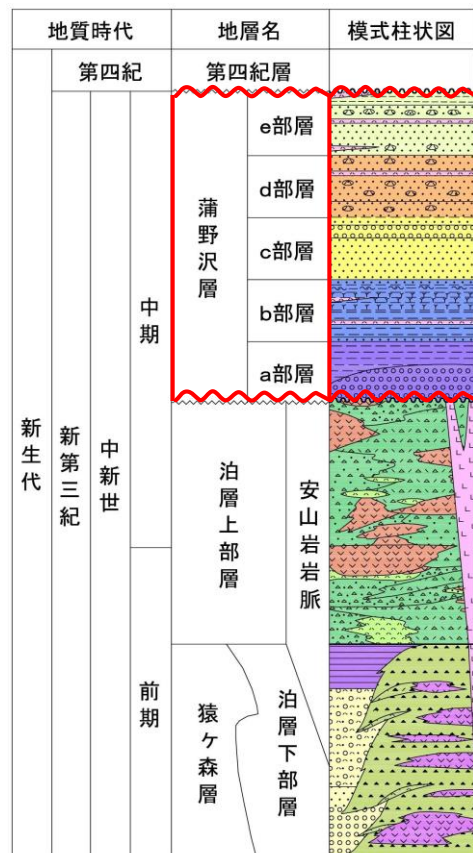 地質時代
地層名
模式柱状図
第四紀
第四紀層
新生代
新第三紀
中新世
中期
前期
蒲野沢層
e部層
d部層
c部層
b部層
a部層
泊層上部層
安山岩岩脈
猿ヶ森層
泊層下部層